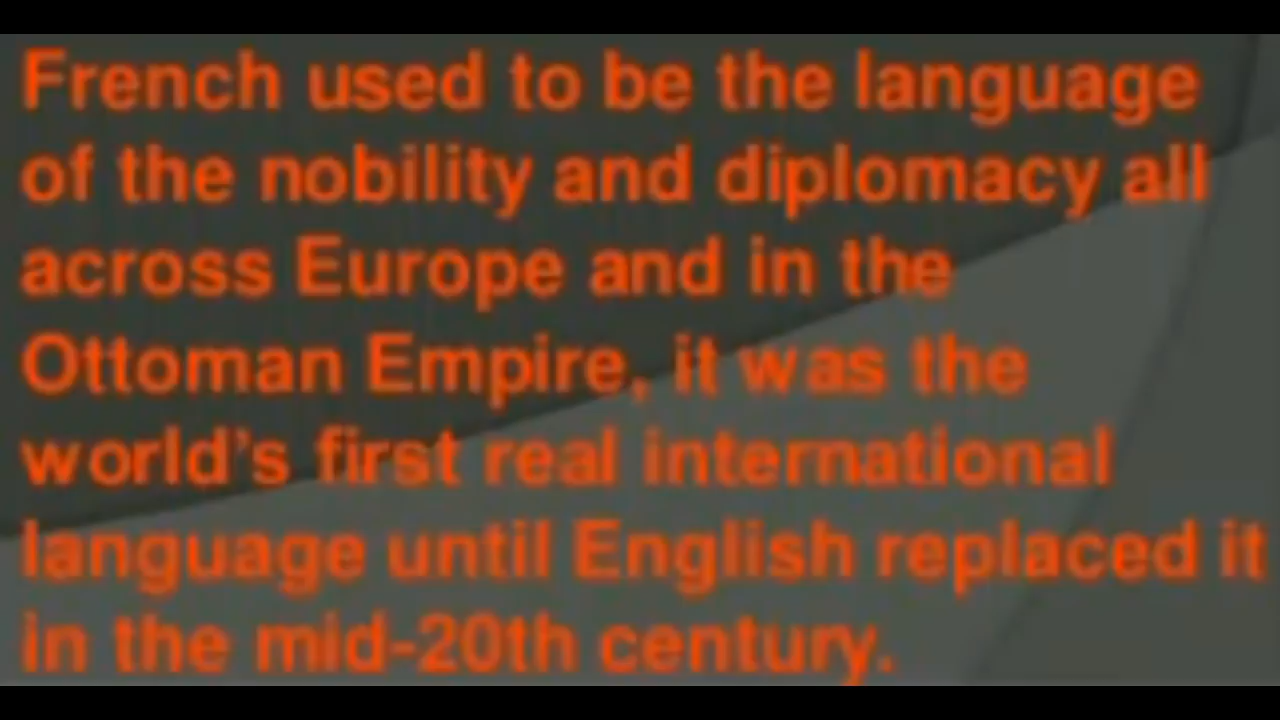 French used to be the language
of the nobility and diplomacy all
across Europe and in the
Ottoman Empire, it was the
world's first real international
language until English replaced it
in the mid-20th century.